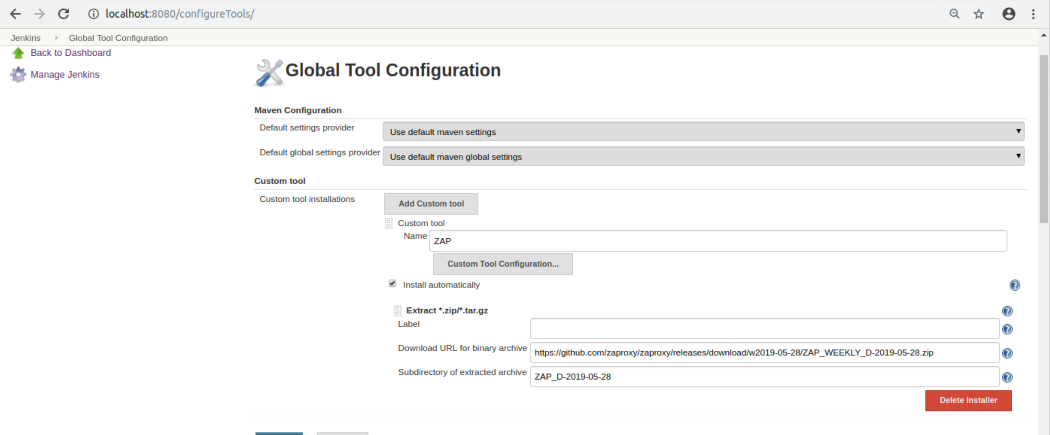 localhost:8080/configureTools/
Jenkins Global Tool Configuration
Back to Dashboard
Manage Jenkins
Global Tool Configuration
Maven Configuration
Default settings provider Use default maven settings
Default global settings provider Use default maven global settings
Custom tool
Custom tool installations Add Custom tool
Custom tool
Name ZAP
Custom Tool Configuration...
Install automatically
Extract *.zip/*.tar.gz
Label
Download URL for binary archive https://github.com/zaproxy/zaproxy/releases/download/w2019-05-28/ZAP_WEEKLY_D-2019-05-28.zip
Subdirectory of extracted archive ZAP_D-2019-05-28
Delete Installer